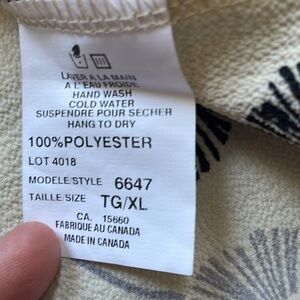 LAVER A LA MAIN
A L'EAU FROIDE
HAND WASH
COLD WATER
SUSPENDRE POUR SECHER
HANG TO DRY
100%POLYESTER
LOT 4018
MODELE/STYLE 6647
TAILLE/SIZE TG/XL
CA. 15660
FABRIQUE AU CANADA
MADE IN CANADA